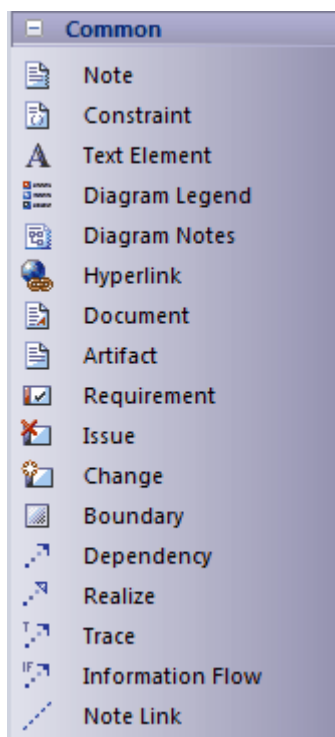 Common
Note
Constraint
Text Element
Diagram Legend
Diagram Notes
Hyperlink
Document
Artifact
Requirement
Issue
Change
Boundary
Dependency
Realize
T Trace
IF Information Flow
Note Link